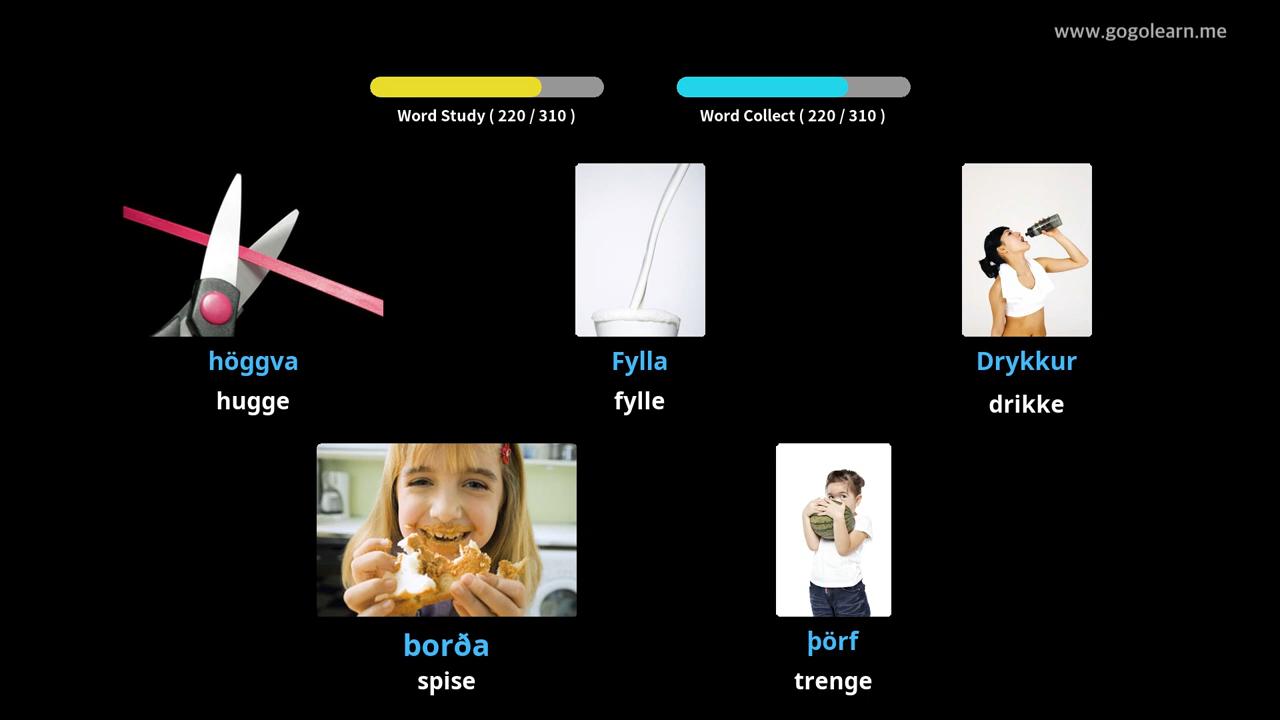 www.gogolearn.me
Word Study ( 220 / 310 )
Word Collect ( 220 / 310 )
höggva
hugge
Fylla
fylle
Drykkur
drikke
borða
spise
þörf
trenge